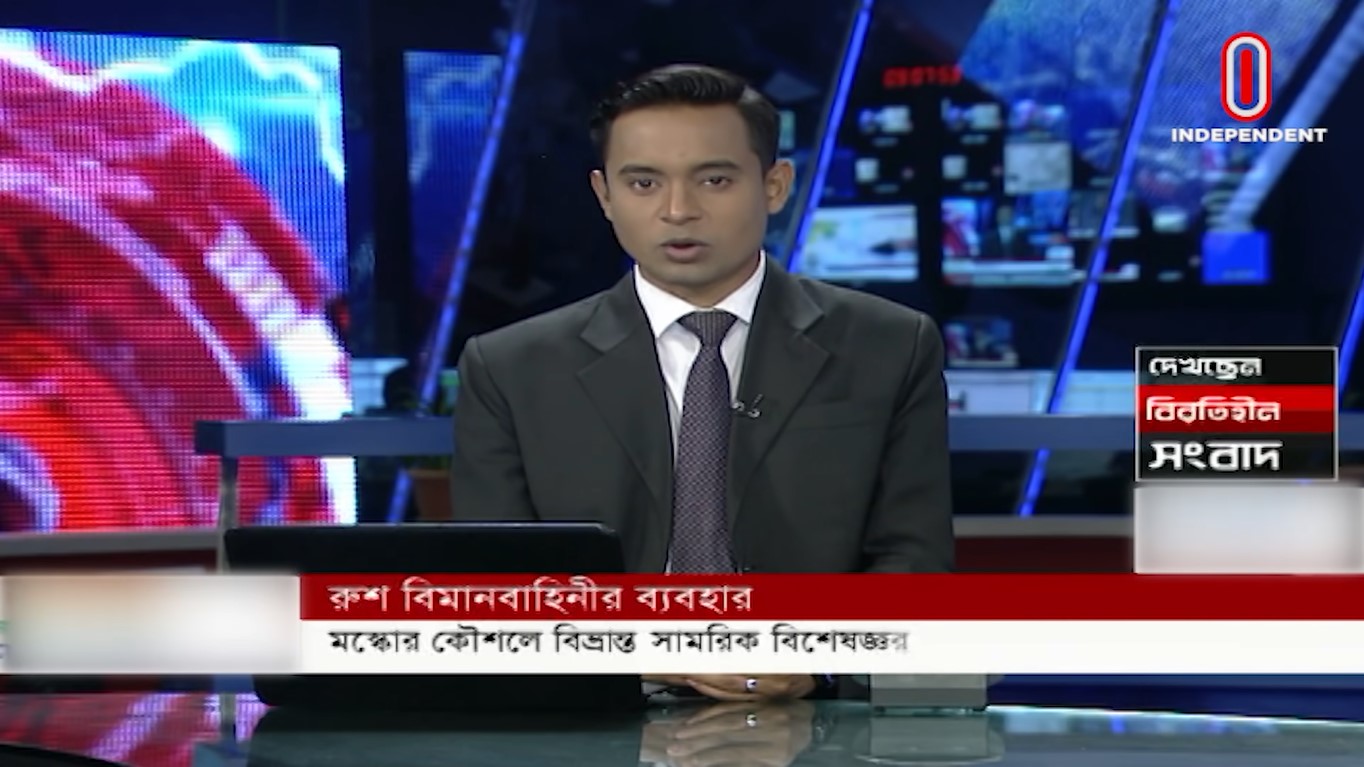 INDEPENDENT
দেখছেন
বিরতিহীন
সংবাদ
রুশ বিমানবাহিনীর ব্যবহার
মস্কোর কৌশলে বিভ্রান্ত সামরিক বিশেষজ্ঞর